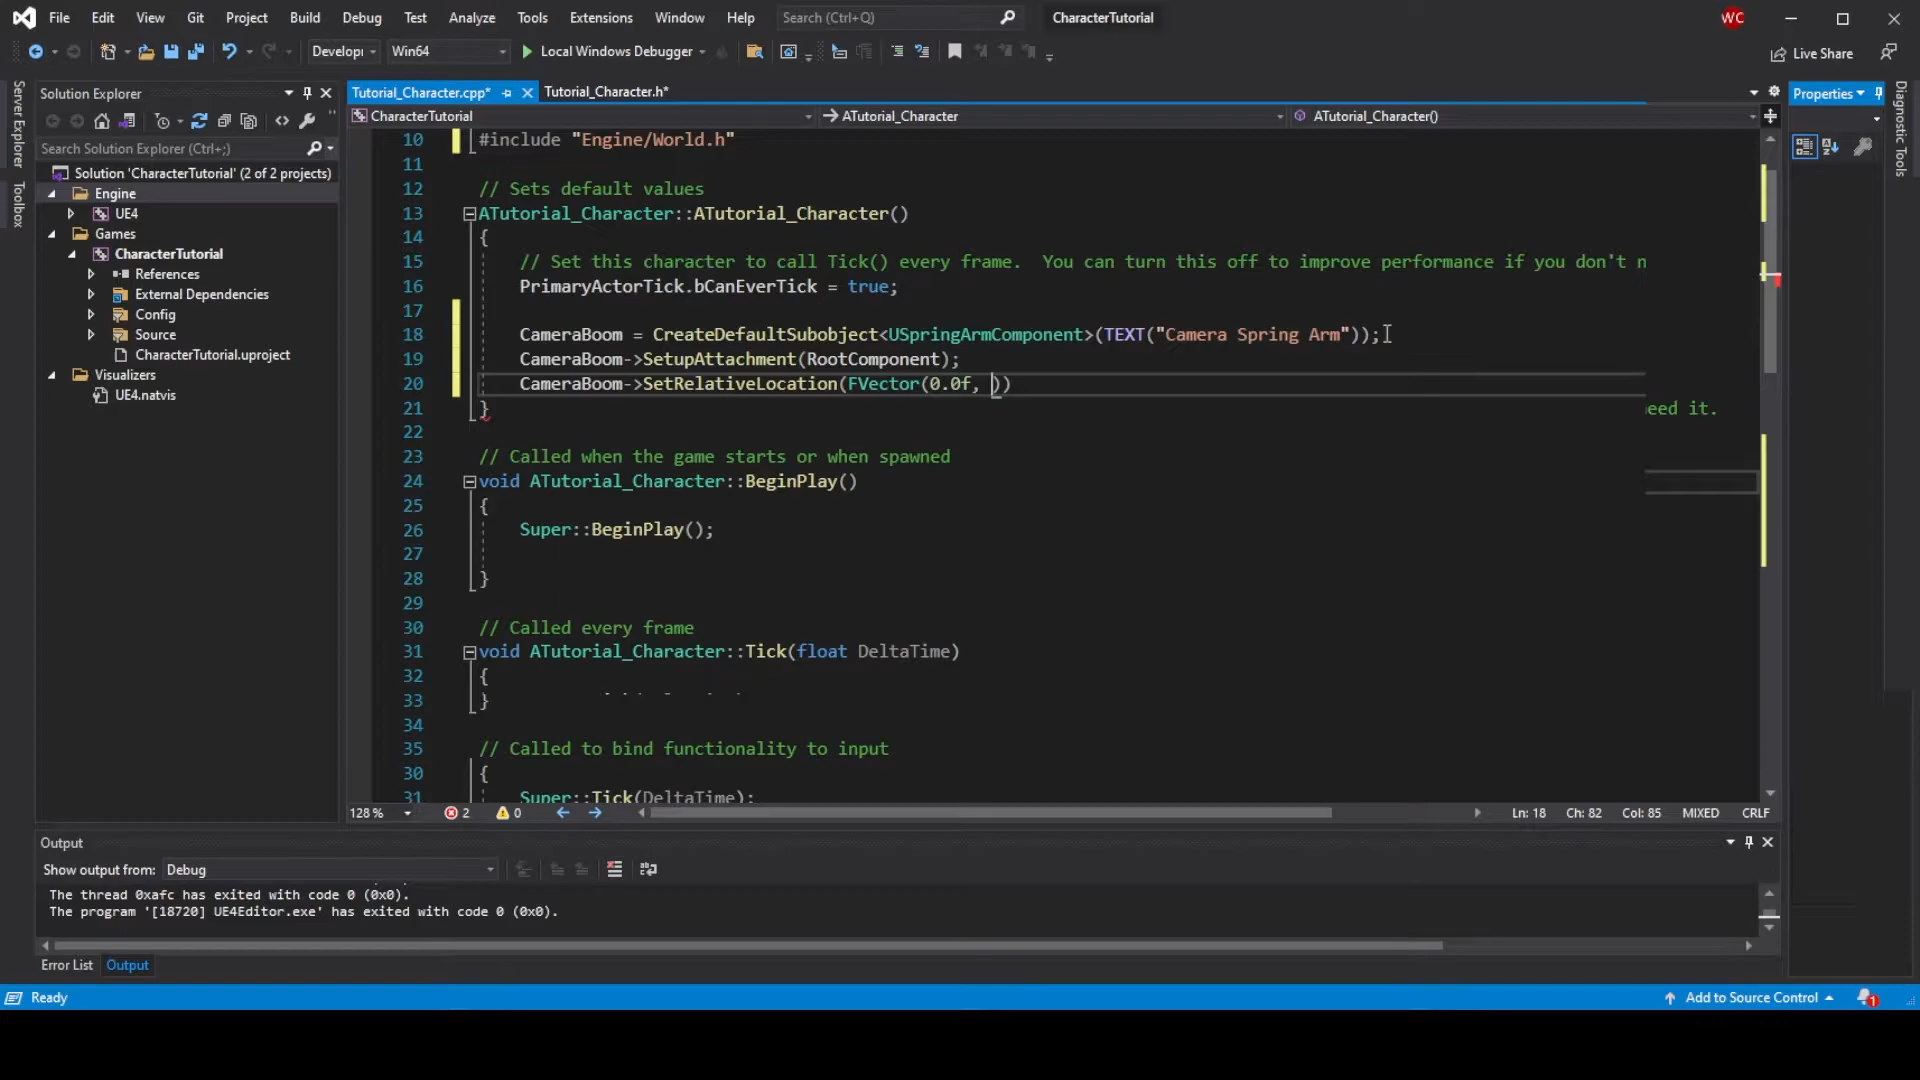 File Edit View Git Project Build Debug Test Analyze Tools Extensions Window Help Search (Ctrl+Q) CharacterTutorial WC
Develop Win64 Local Windows Debugger Live Share
Server Explorer
Toolbox
Solution Explorer
Search Solution Explorer (Ctrl+;)
Solution 'CharacterTutorial' (2 of 2 projects)
Engine
UE4
Games
CharacterTutorial
References
External Dependencies
Config
Source
CharacterTutorial.uproject
Visualizers
UE4.natvis
Tutorial_Character.cpp* Tutorial_Character.h*
CharacterTutorial ATutorial_Character ATutorial_Character()
10 #include "Engine/World.h"
11
12 // Sets default values
13 ATutorial_Character::ATutorial_Character()
14 {
15 // Set this character to call Tick() every frame.  You can turn this off to improve performance if you don't n
16 PrimaryActorTick.bCanEverTick = true;
17
18 CameraBoom = CreateDefaultSubobject<USpringArmComponent>(TEXT("Camera Spring Arm"));
19 CameraBoom->SetupAttachment(RootComponent);
20 CameraBoom->SetRelativeLocation(FVector(0.0f, ))
21 } eed it.
22
23 // Called when the game starts or when spawned
24 void ATutorial_Character::BeginPlay()
25 {
26 Super::BeginPlay();
27
28 }
29
30 // Called every frame
31 void ATutorial_Character::Tick(float DeltaTime)
32 {
33 }
34
35 // Called to bind functionality to input
30 {
31 Super::Tick(DeltaTime);
128 % 2 0 Ln: 18 Ch: 82 Col: 85 MIXED CRLF
Properties
Diagnostic Tools
Output
Show output from: Debug
The thread 0xafc has exited with code 0 (0x0).
The program '[18720] UE4Editor.exe' has exited with code 0 (0x0).
Error List Output
Ready Add to Source Control 1